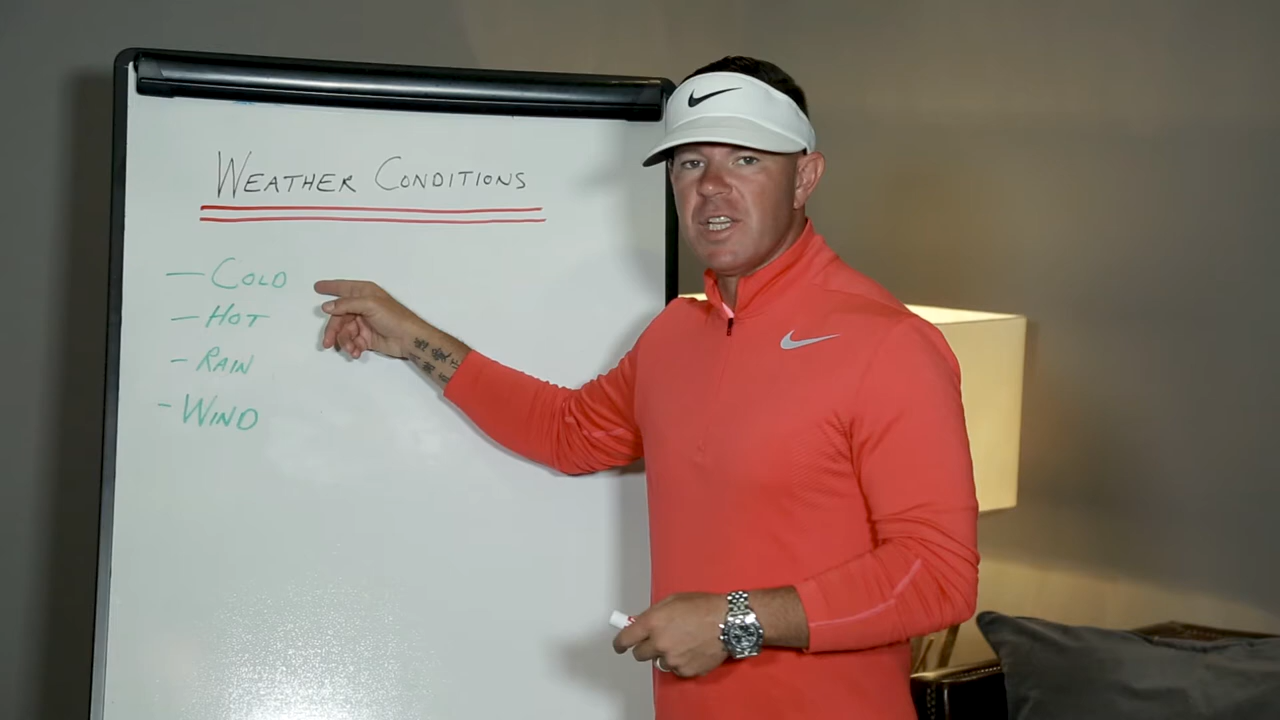 WEATHER CONDITIONS
— COLD
— HOT
- RAIN
- WIND